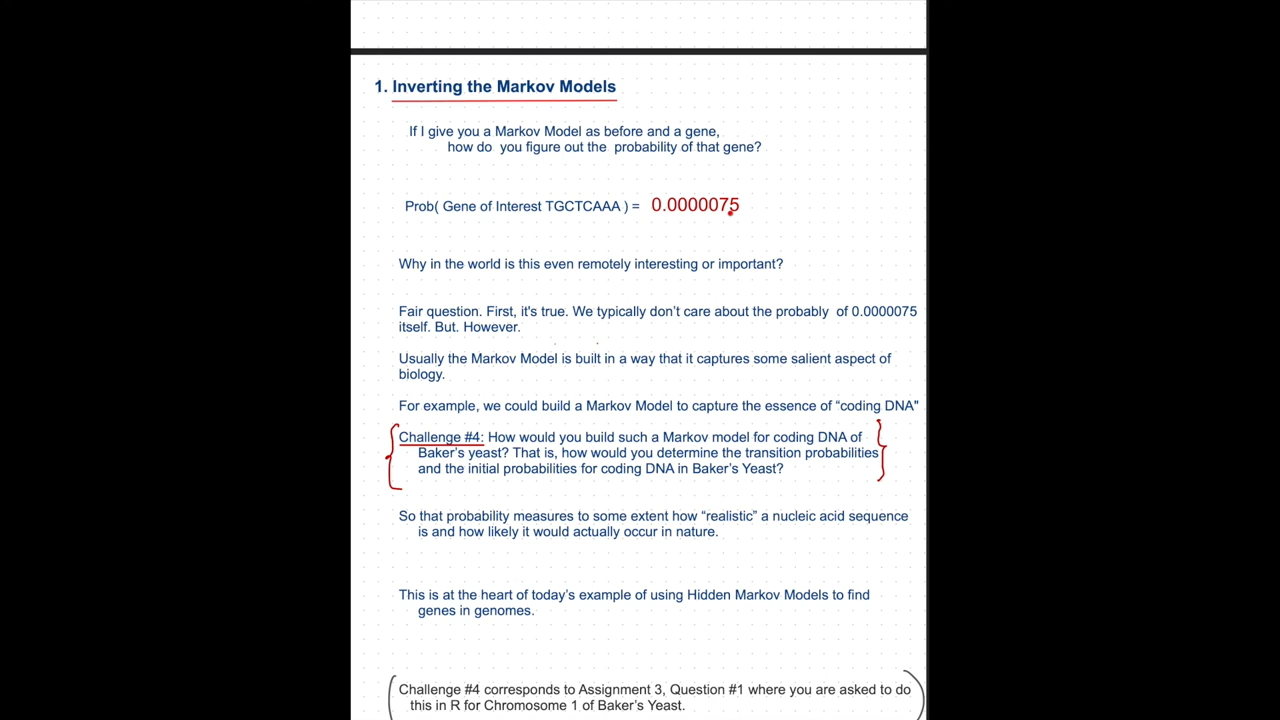 1. Inverting the Markov Models
If I give you a Markov Model as before and a gene,
how do you figure out the probability of that gene?
Prob( Gene of Interest TGCTCAAA ) = 0.0000075
Why in the world is this even remotely interesting or important?
Fair question. First, it's true. We typically don't care about the probably of 0.0000075
itself. But. However.
Usually the Markov Model is built in a way that it captures some salient aspect of
biology.
For example, we could build a Markov Model to capture the essence of “coding DNA"
Challenge #4: How would you build such a Markov model for coding DNA of
Baker's yeast? That is, how would you determine the transition probabilities
and the initial probabilities for coding DNA in Baker's Yeast?
So that probability measures to some extent how “realistic” a nucleic acid sequence
is and how likely it would actually occur in nature.
This is at the heart of today's example of using Hidden Markov Models to find
genes in genomes.
Challenge #4 corresponds to Assignment 3, Question #1 where you are asked to do
this in R for Chromosome 1 of Baker's Yeast.